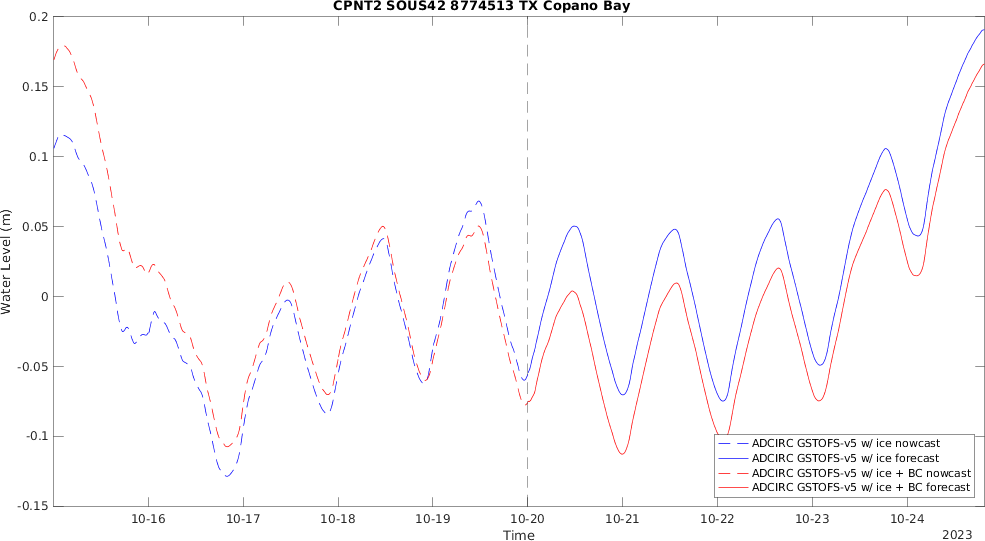 CPNT2 SOUS42 8774513 TX Copano Bay
0.2
0.15
0.1
0.05
0
-0.05
-0.1
-0.15
Water Level (m)
ADCIRC GSTOFS-v5 w/ ice nowcast
ADCIRC GSTOFS-v5 w/ ice forecast
ADCIRC GSTOFS-v5 w/ ice + BC nowcast
ADCIRC GSTOFS-v5 w/ ice + BC forecast
10-16 10-17 10-18 10-19 10-20 10-21 10-22 10-23 10-24
Time
2023